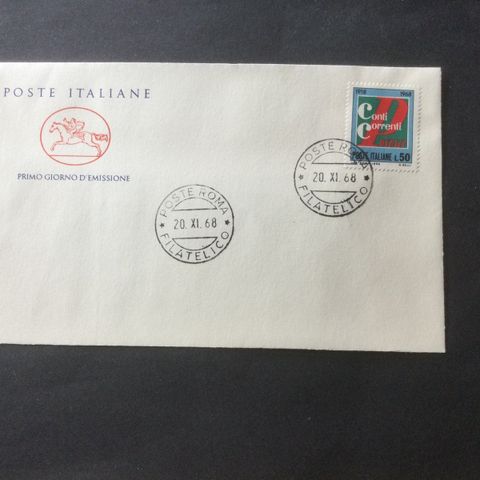 POSTE ITALIANE
PRIMO GIORNO D'EMISSIONE
1918 1968
Conti
Correnti
Postali
POSTE ITALIANE L. 50
POSTE ROMA
20. XI. 68
FILATELICO
POSTE ROMA
20. XI. 68
FILATELICO